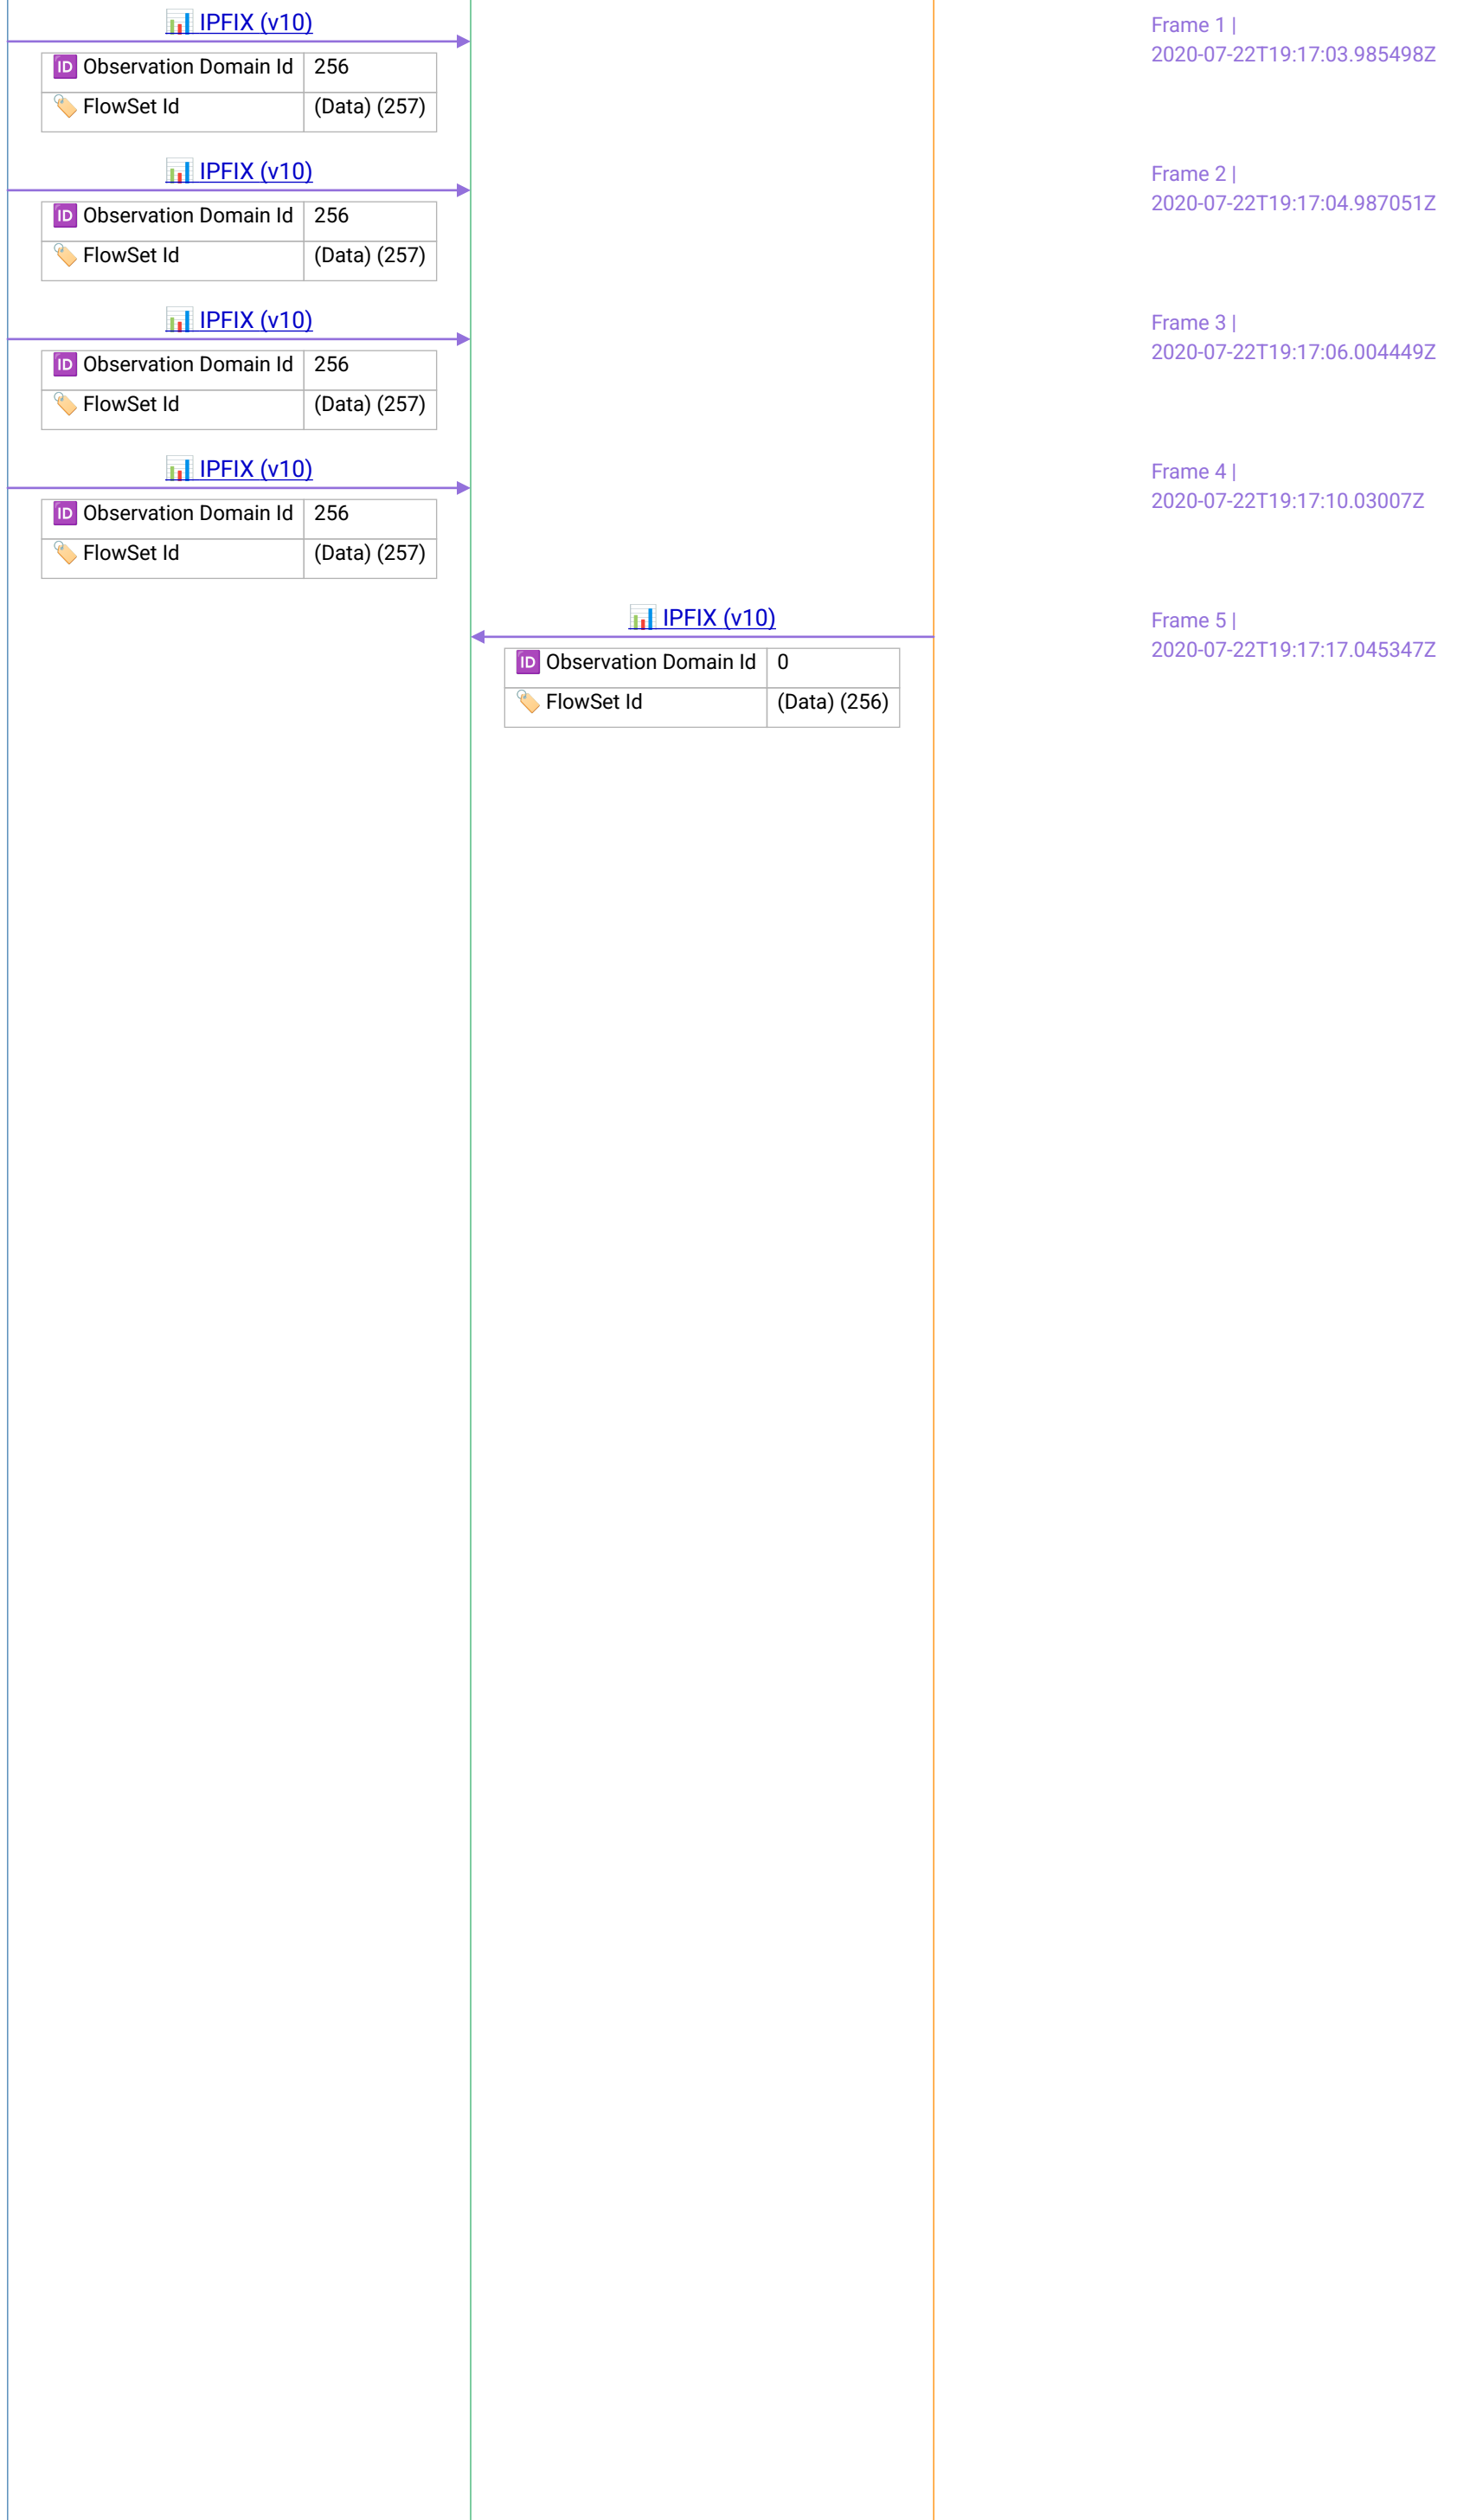 📊 IPFIX (v10)
Frame 1 |
2020-07-22T19:17:03.985498Z
🆔 Observation Domain Id 256
🏷️ FlowSet Id (Data) (257)
📊 IPFIX (v10)
Frame 2 |
2020-07-22T19:17:04.987051Z
🆔 Observation Domain Id 256
🏷️ FlowSet Id (Data) (257)
📊 IPFIX (v10)
Frame 3 |
2020-07-22T19:17:06.004449Z
🆔 Observation Domain Id 256
🏷️ FlowSet Id (Data) (257)
📊 IPFIX (v10)
Frame 4 |
2020-07-22T19:17:10.03007Z
🆔 Observation Domain Id 256
🏷️ FlowSet Id (Data) (257)
📊 IPFIX (v10)
Frame 5 |
2020-07-22T19:17:17.045347Z
🆔 Observation Domain Id 0
🏷️ FlowSet Id (Data) (256)